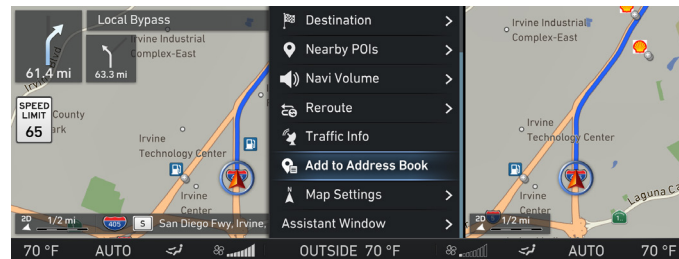 Local Bypass
61.4 mi
63.3 mi
Irvine Industrial
Complex-East
SPEED
LIMIT
65
County
ark
Irvine
Technology Center
Irvine
Center
2D
1/2 mi
405
S
San Diego Fwy, Irvine,
Destination
Nearby POIs
Navi Volume
Reroute
Traffic Info
Add to Address Book
N
Map Settings
Assistant Window
Irvine Industrial
Complex-East
Irvine
Technology Center
Irvine
Center
Laguna Ca
2D
1/2 mi
70 °F
AUTO
OUTSIDE 70 °F
AUTO
70 °F